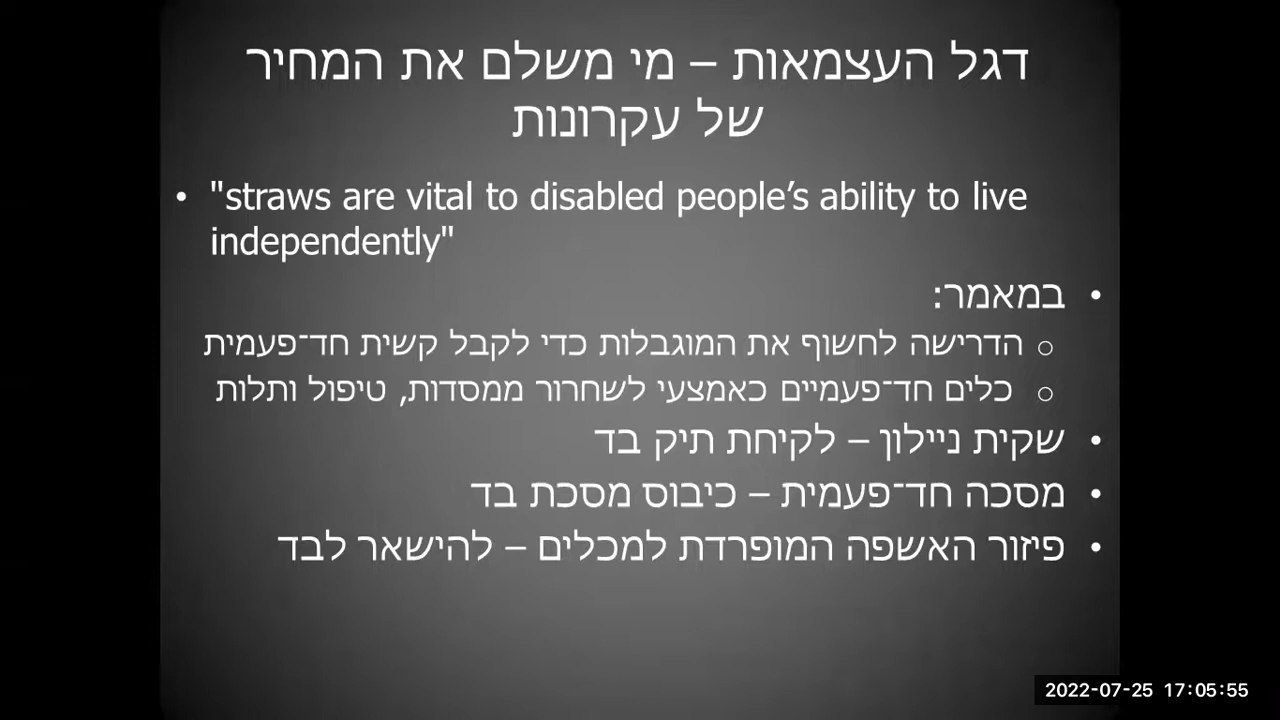 דגל העצמאות – מי משלם את המחיר
של עקרונות
• "straws are vital to disabled people’s ability to live
independently"
• במאמר:
○ הדרישה לחשוף את המוגבלות כדי לקבל קשית חד־פעמית
○ כלים חד־פעמיים כאמצעי לשחרור ממסדות, טיפול ותלות
• שקית ניילון – לקיחת תיק בד
• מסכה חד־פעמית – כיבוס מסכת בד
• פיזור האשפה המופרדת למכלים – להישאר לבד
2022-07-25 17:05:55